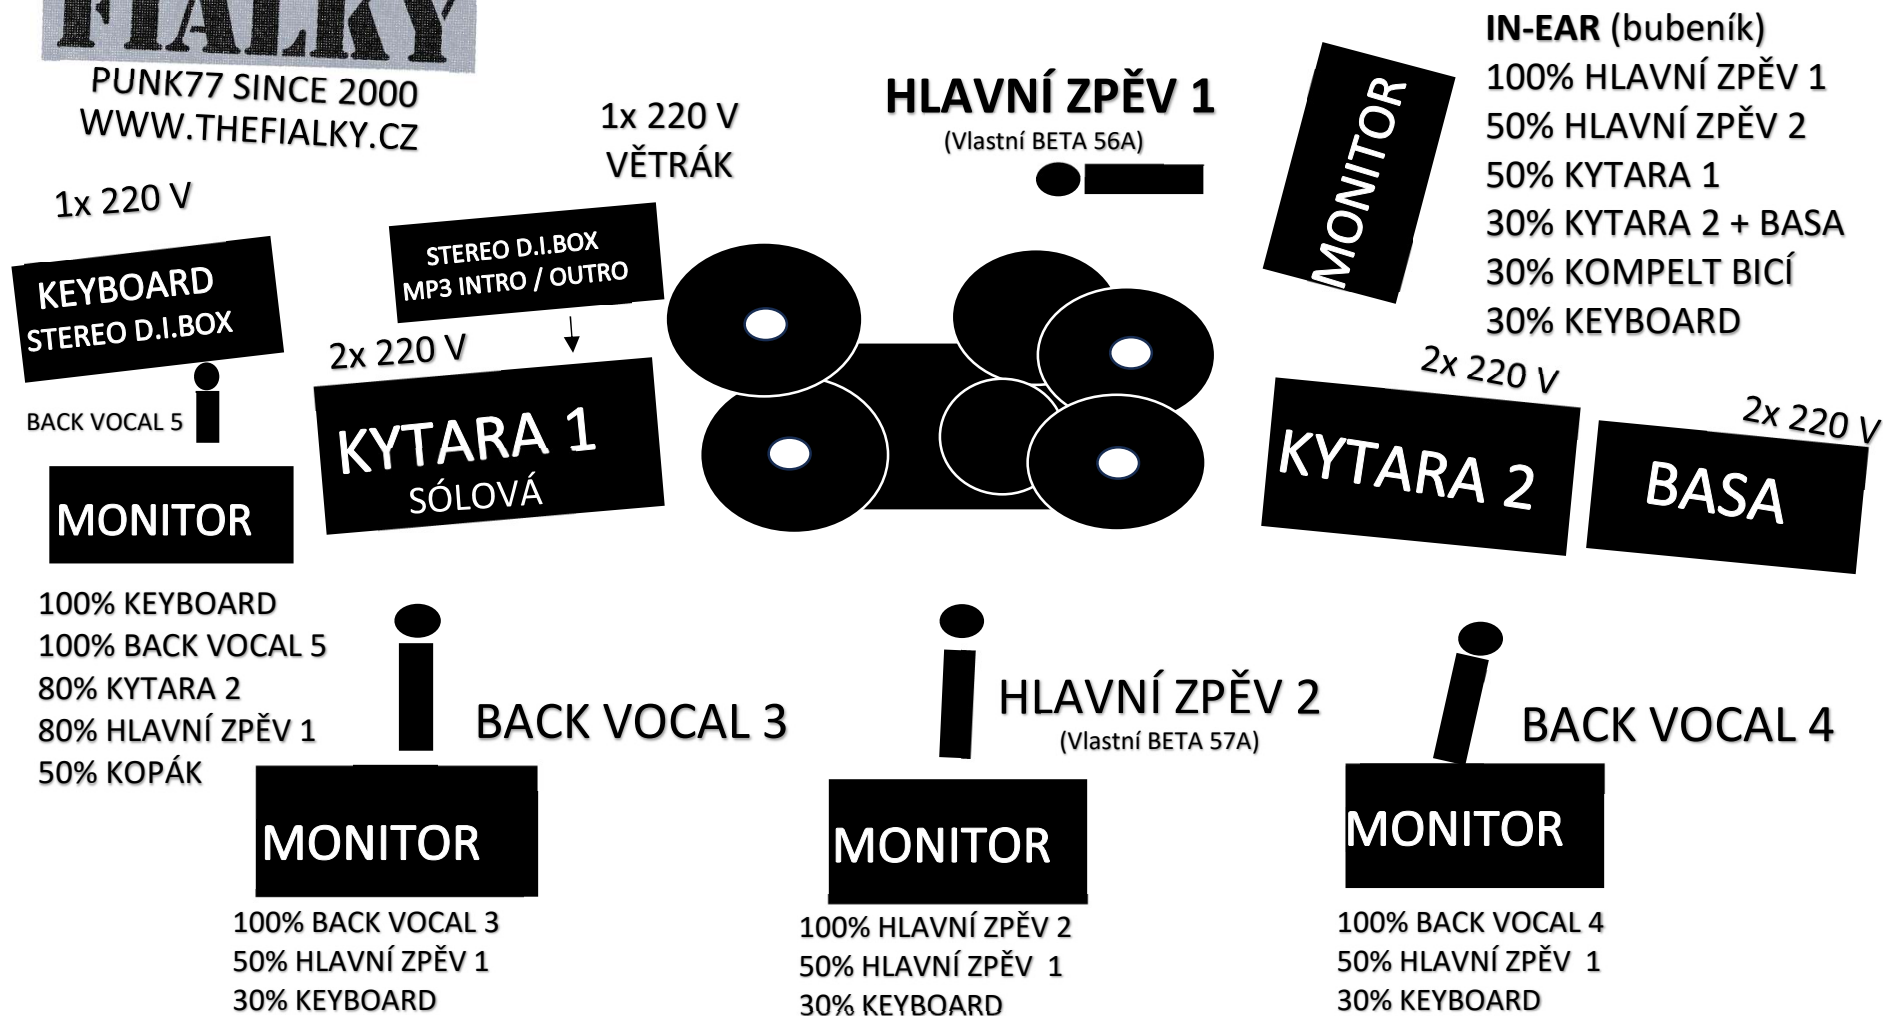 FIALKY
PUNK77 SINCE 2000
WWW.THEFIALKY.CZ
1x 220 V
VĚTRÁK
HLAVNÍ ZPĚV 1
(Vlastní BETA 56A)
MONITOR
IN-EAR (bubeník)
100% HLAVNÍ ZPĚV 1
50% HLAVNÍ ZPĚV 2
50% KYTARA 1
30% KYTARA 2 + BASA
30% KOMPELT BICÍ
30% KEYBOARD
1x 220 V
KEYBOARD
STEREO D.I.BOX
STEREO D.I.BOX
MP3 INTRO / OUTRO
BACK VOCAL 5
2x 220 V
KYTARA 1
SÓLOVÁ
2x 220 V
KYTARA 2
2x 220 V
BASA
MONITOR
100% KEYBOARD
100% BACK VOCAL 5
80% KYTARA 2
80% HLAVNÍ ZPĚV 1
50% KOPÁK
BACK VOCAL 3
MONITOR
100% BACK VOCAL 3
50% HLAVNÍ ZPĚV 1
30% KEYBOARD
HLAVNÍ ZPĚV 2
(Vlastní BETA 57A)
MONITOR
100% HLAVNÍ ZPĚV 2
50% HLAVNÍ ZPĚV 1
30% KEYBOARD
BACK VOCAL 4
MONITOR
100% BACK VOCAL 4
50% HLAVNÍ ZPĚV 1
30% KEYBOARD